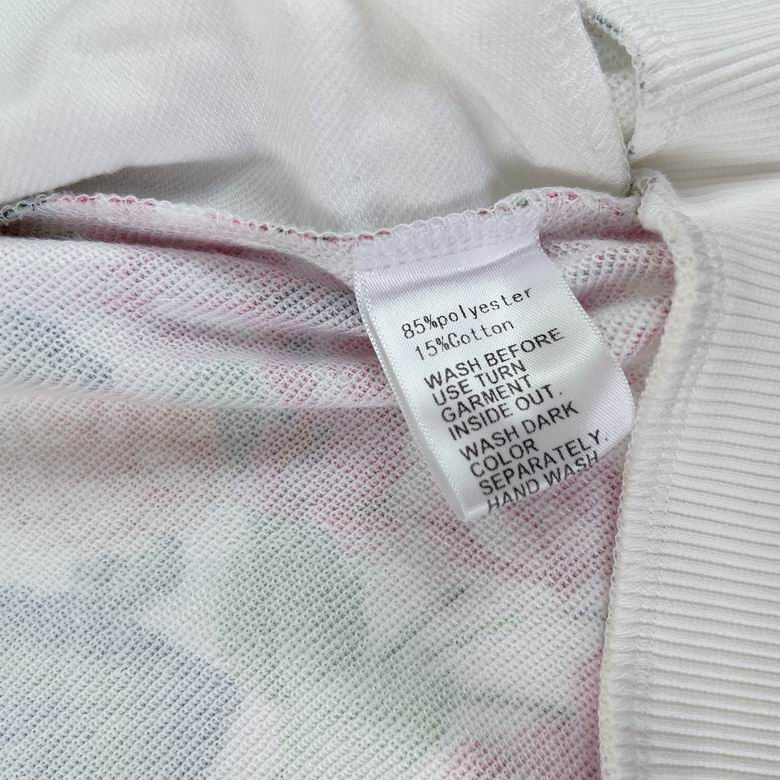 85%polyester
15%Cotton
WASH BEFORE
USE TURN
GARMENT
INSIDE OUT.
WASH DARK
COLOR
SEPARATELY.
HAND WASH